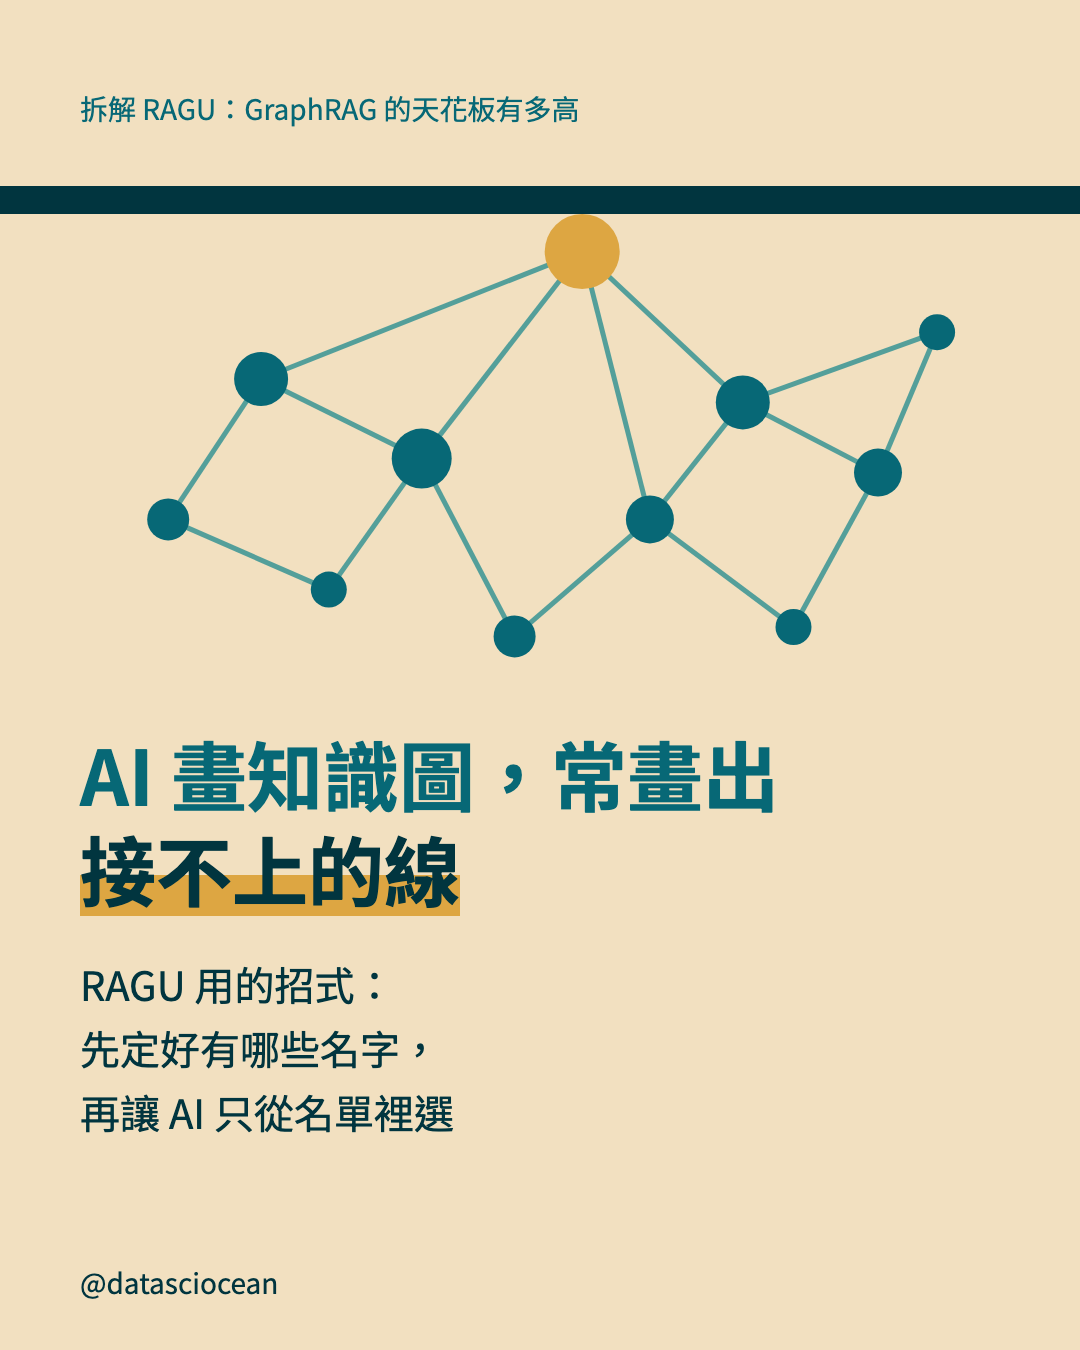 拆解 RAGU：GraphRAG 的天花板有多高
AI 畫知識圖，常畫出
接不上的線
RAGU 用的招式：
先定好有哪些名字，
再讓 AI 只從名單裡選
@datasciocean